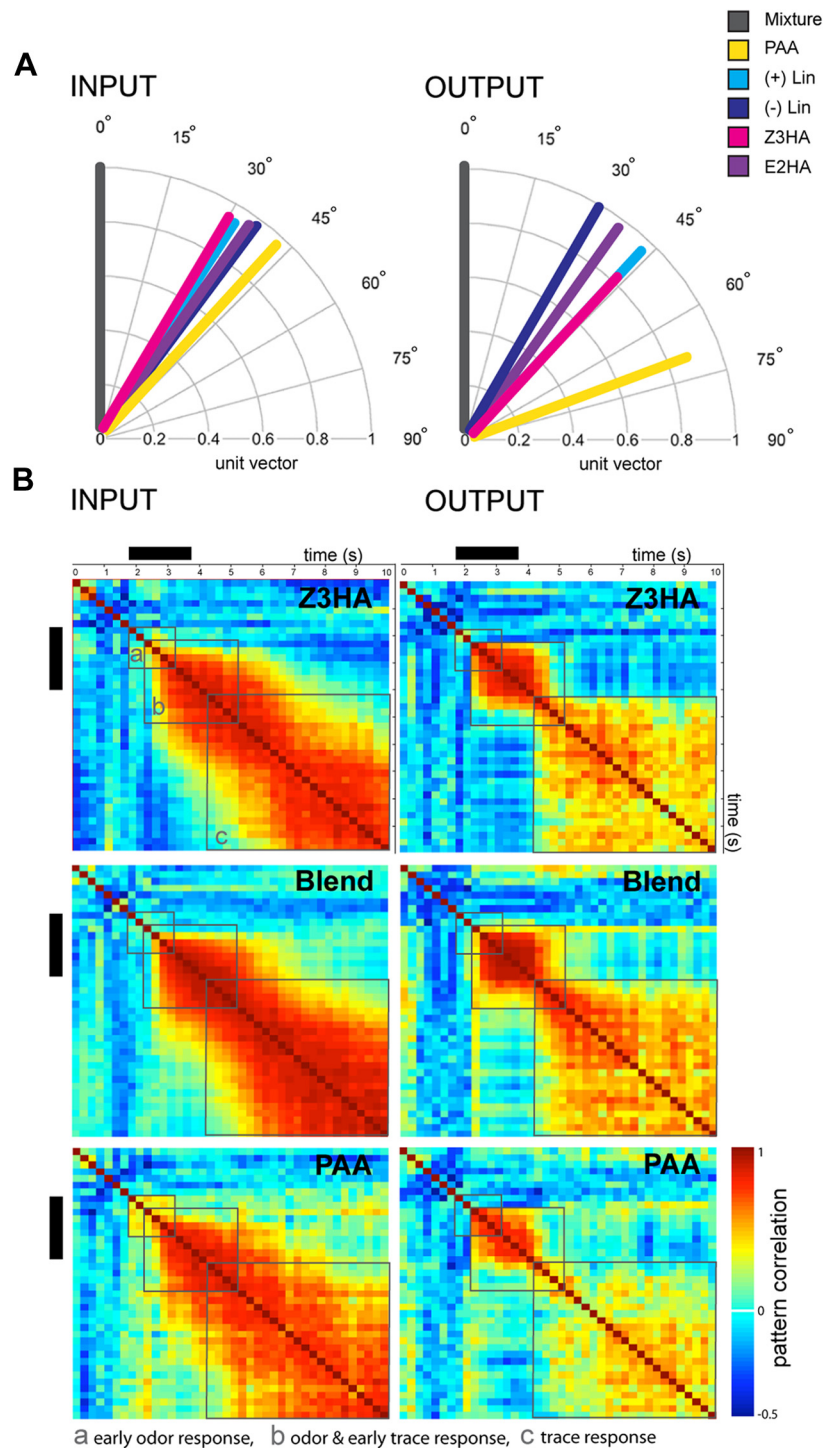 Mixture
PAA
(+) Lin
(-) Lin
Z3HA
E2HA
A
INPUT
0°
15°
30°
45°
60°
75°
90°
0 0.2 0.4 0.6 0.8 1
unit vector
OUTPUT
0°
15°
30°
45°
60°
75°
90°
0 0.2 0.4 0.6 0.8 1
unit vector
B
INPUT
OUTPUT
time (s)
0 1 2 3 4 5 6 7 8 9 10
time (s)
0 1 2 3 4 5 6 7 8 9 10
Z3HA
a
b
c
Z3HA
time (s)
Blend
Blend
PAA
PAA
1
0
-0.5
pattern correlation
a early odor response, b odor & early trace response, c trace response